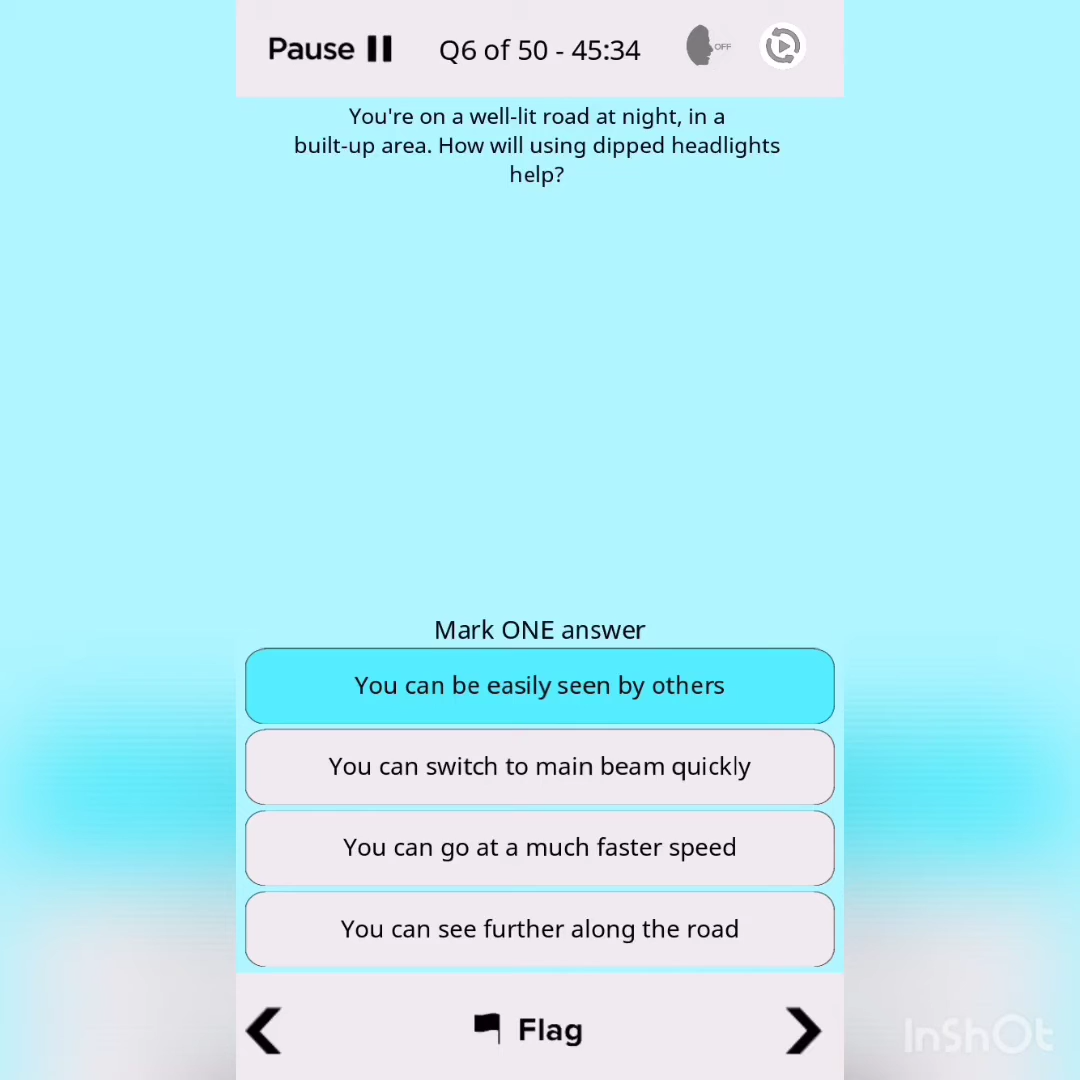 Pause Q6 of 50 - 45:34 OFF
You're on a well-lit road at night, in a
built-up area. How will using dipped headlights
help?
Mark ONE answer
You can be easily seen by others
You can switch to main beam quickly
You can go at a much faster speed
You can see further along the road
Flag
InShOt